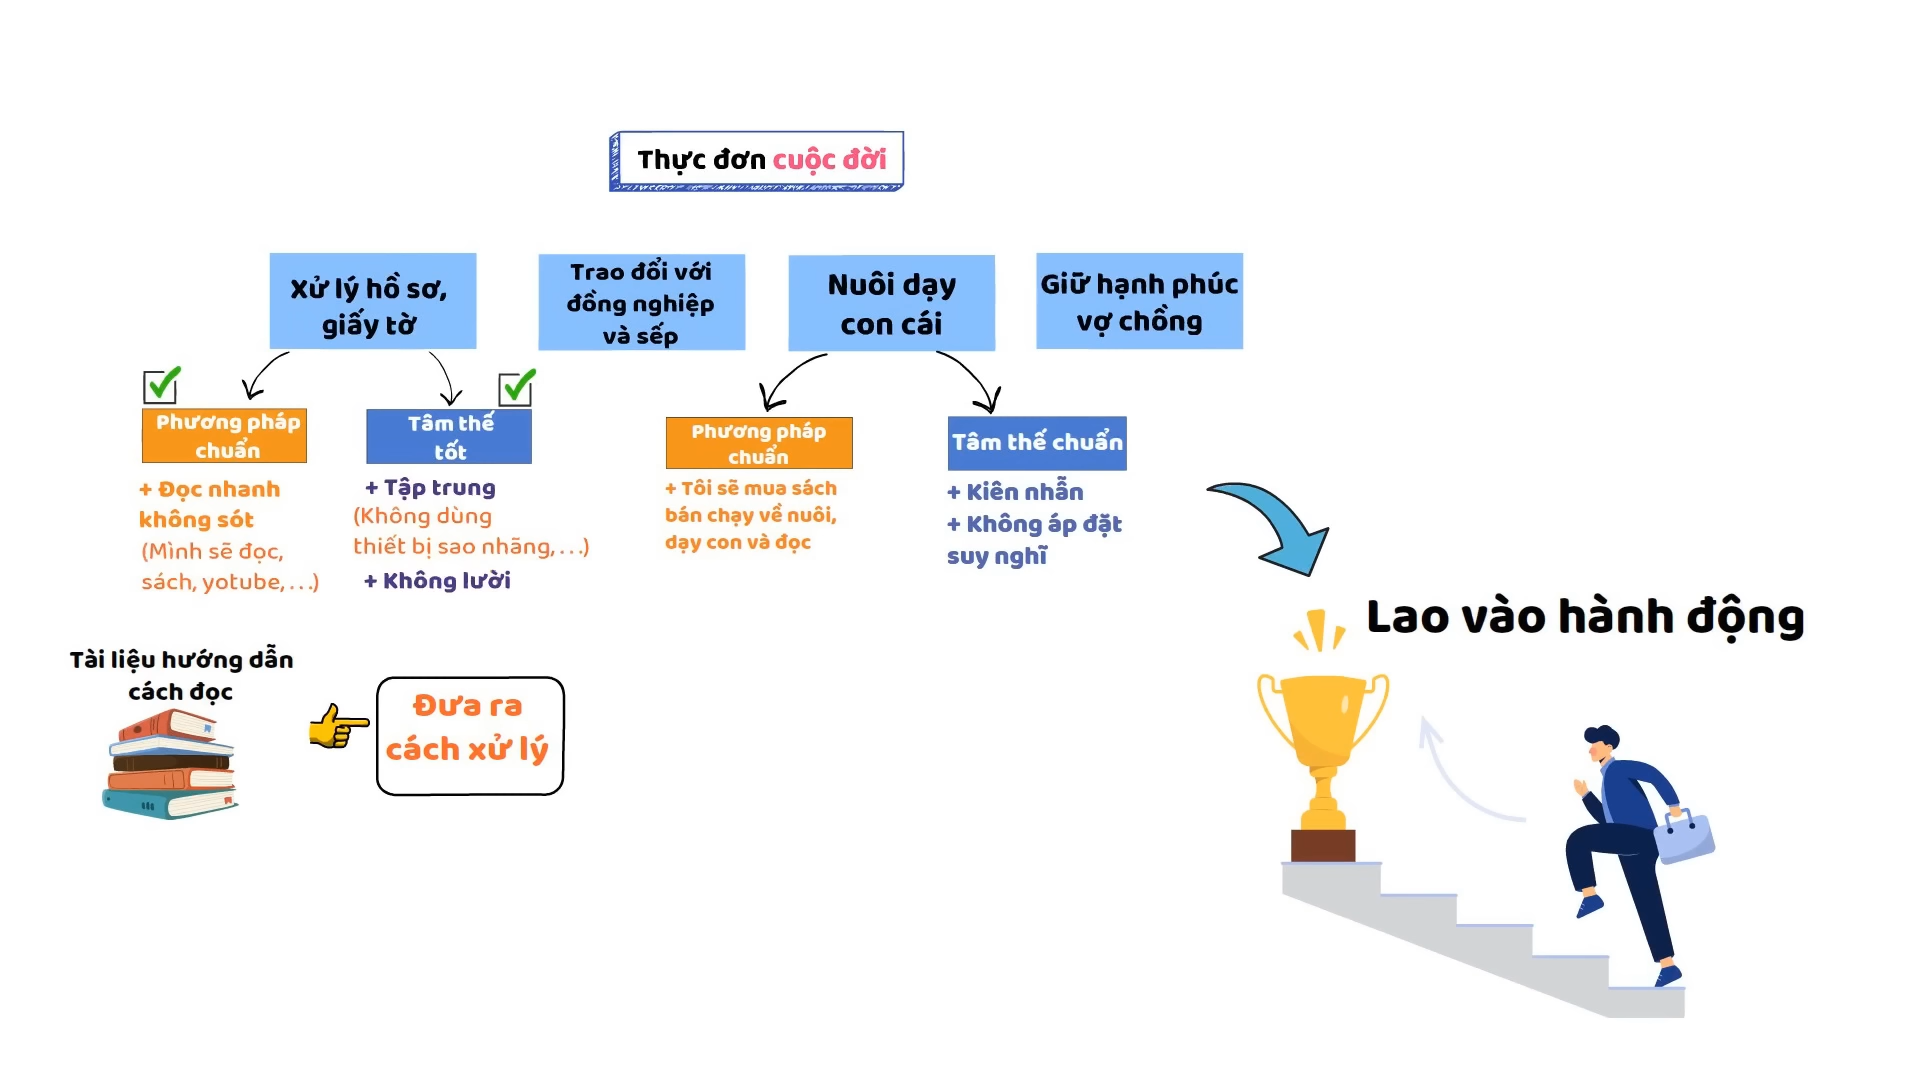 Thực đơn cuộc đời
Xử lý hồ sơ,
giấy tờ
Trao đổi với
đồng nghiệp
và sếp
Nuôi dạy
con cái
Giữ hạnh phúc
vợ chồng
Phương pháp
chuẩn
+ Đọc nhanh
không sót
(Mình sẽ đọc,
sách, yotube,...)
Tâm thế
tốt
+ Tập trung
(Không dùng
thiết bị sao nhãng,...)
+ Không lười
Phương pháp
chuẩn
+ Tôi sẽ mua sách
bán chạy về nuôi,
dạy con và đọc
Tâm thế chuẩn
+ Kiên nhẫn
+ Không áp đặt
suy nghĩ
Lao vào hành động
Tài liệu hướng dẫn
cách đọc
Đưa ra
cách xử lý